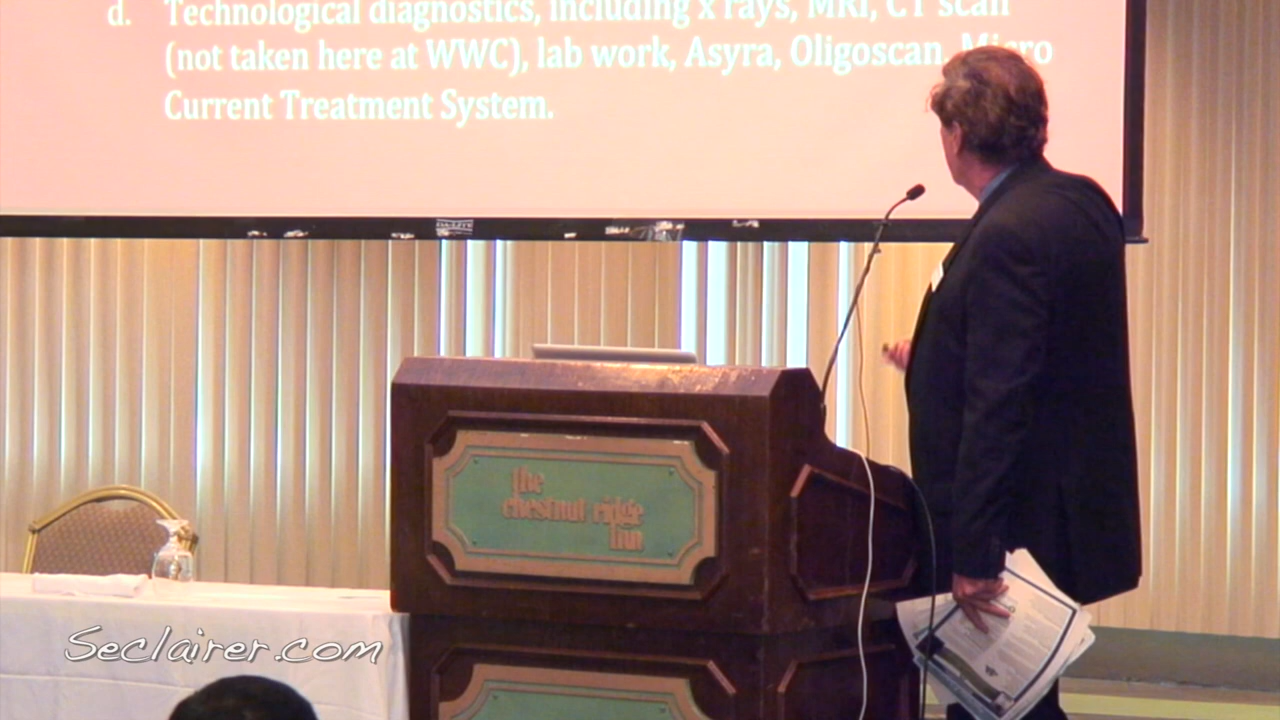 d. Technological diagnostics, including x rays, MRI, CT scan
(not taken here at WWC), lab work, Asyra, Oligoscan, Micro
Current Treatment System.
the
chestnut ridge
Inn
Seclairer.com